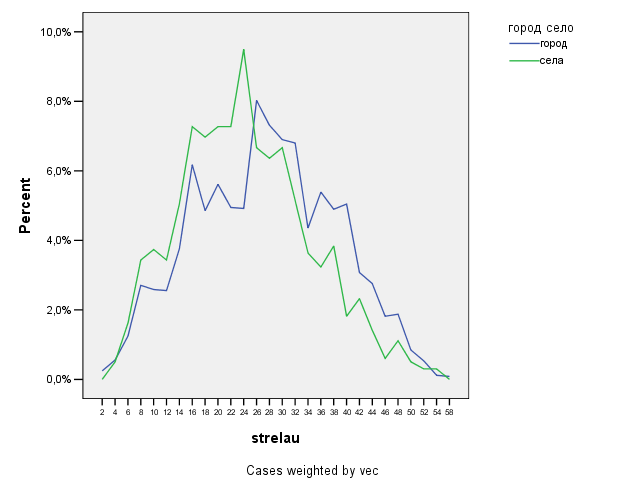 город село
город
села
10,0%
8,0%
6,0%
4,0%
2,0%
0,0%
Percent
2 4 6 8 10 12 14 16 18 20 22 24 26 28 30 32 34 36 38 40 42 44 46 48 50 52 54 58
strelau
Cases weighted by vec